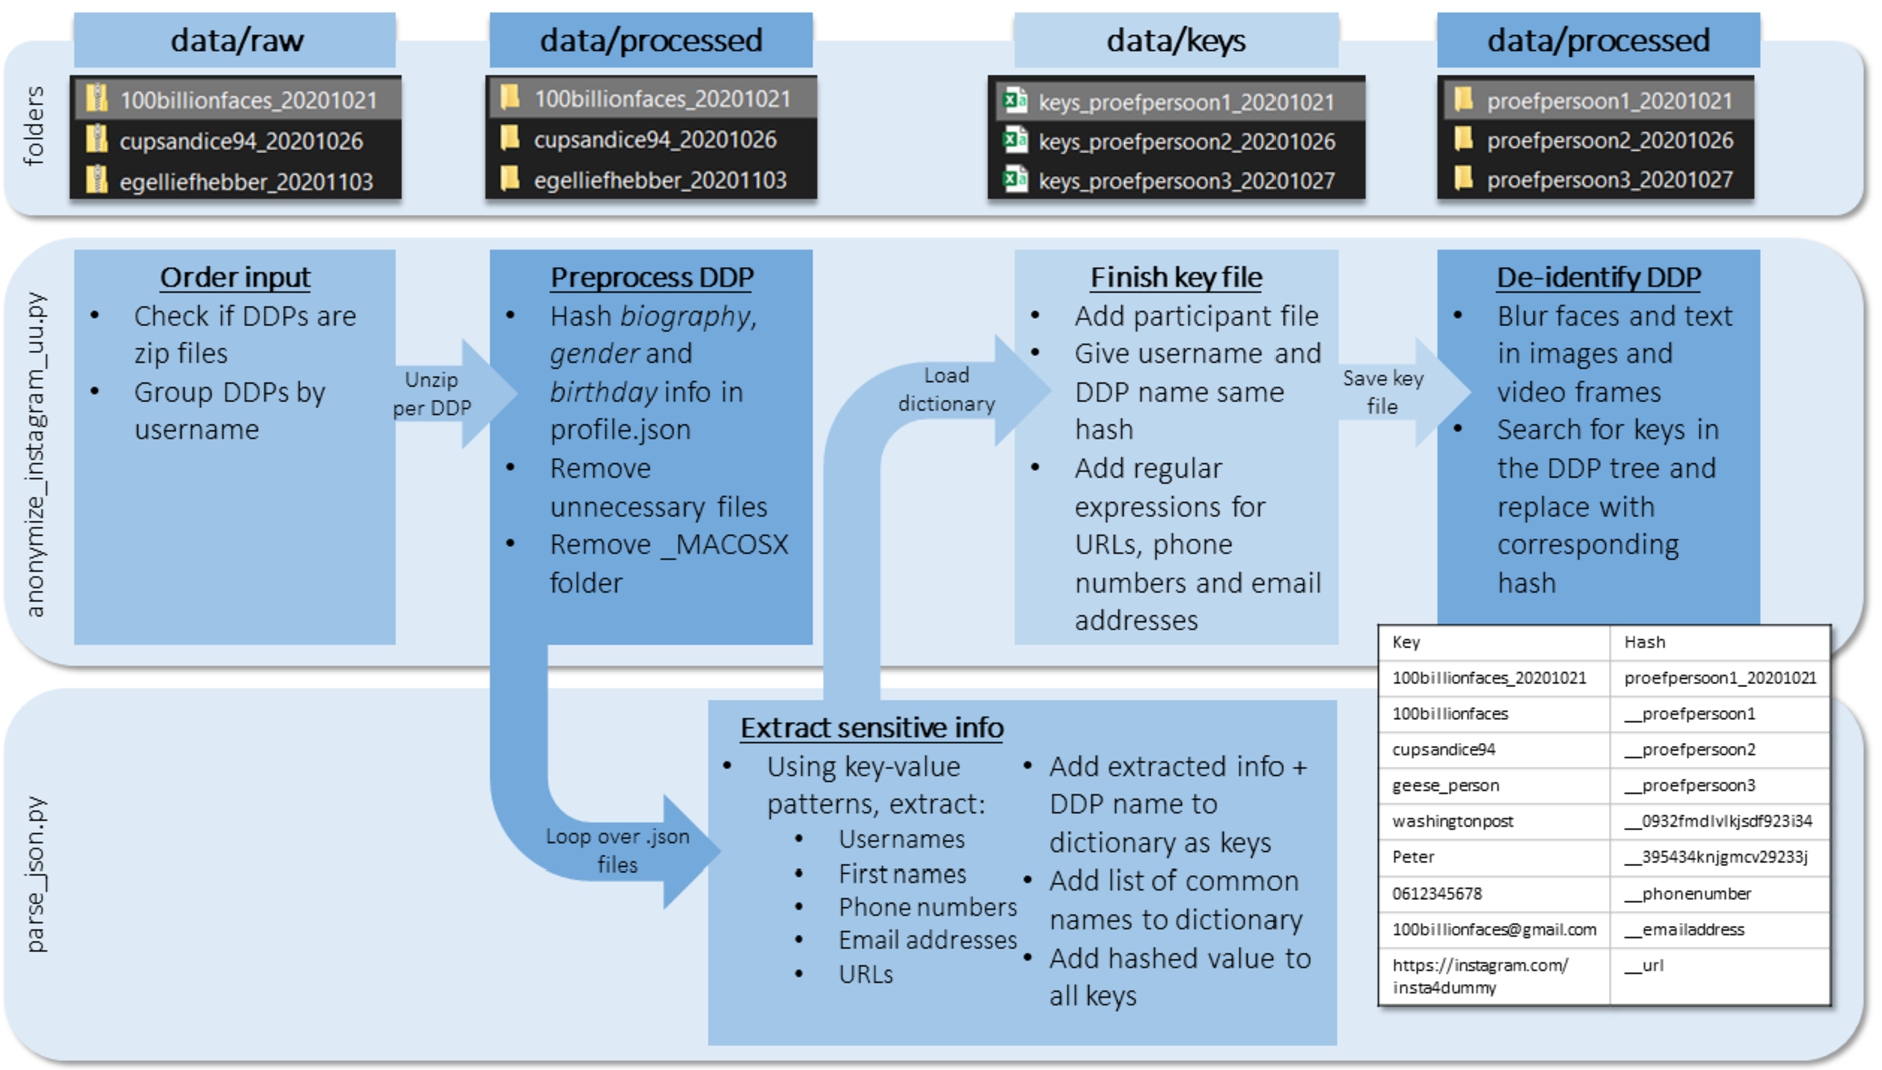 data/raw
data/processed
data/keys
data/processed
folders
100billionfaces_20201021
cupsandice94_20201026
egelliefhebber_20201103
100billionfaces_20201021
cupsandice94_20201026
egelliefhebber_20201103
keys_proefpersoon1_20201021
keys_proefpersoon2_20201026
keys_proefpersoon3_20201027
proefpersoon1_20201021
proefpersoon2_20201026
proefpersoon3_20201027
anonymize_instagram_uu.py
Order input
• Check if DDPs are
zip files
• Group DDPs by
username
Unzip
per DDP
Preprocess DDP
• Hash biography,
gender and
birthday info in
profile.json
• Remove
unnecessary files
• Remove _MACOSX
folder
Load
dictionary
Finish key file
• Add participant file
• Give username and
DDP name same
hash
• Add regular
expressions for
URLs, phone
numbers and email
addresses
Save key
file
De-identify DDP
• Blur faces and text
in images and
video frames
• Search for keys in
the DDP tree and
replace with
corresponding
hash
parse_json.py
Loop over .json
files
Extract sensitive info
• Using key-value
patterns, extract:
• Usernames
• First names
• Phone numbers
• Email addresses
• URLs
• Add extracted info +
DDP name to
dictionary as keys
• Add list of common
names to dictionary
• Add hashed value to
all keys
Key Hash
100billionfaces_20201021 proefpersoon1_20201021
100billionfaces __proefpersoon1
cupsandice94 __proefpersoon2
geese_person __proefpersoon3
washingtonpost __0932fmdlvlkjsdf923i34
Peter __395434knjgmcv29233j
0612345678 __phonenumber
100billionfaces@gmail.com __emailaddress
https://instagram.com/ __url
insta4dummy